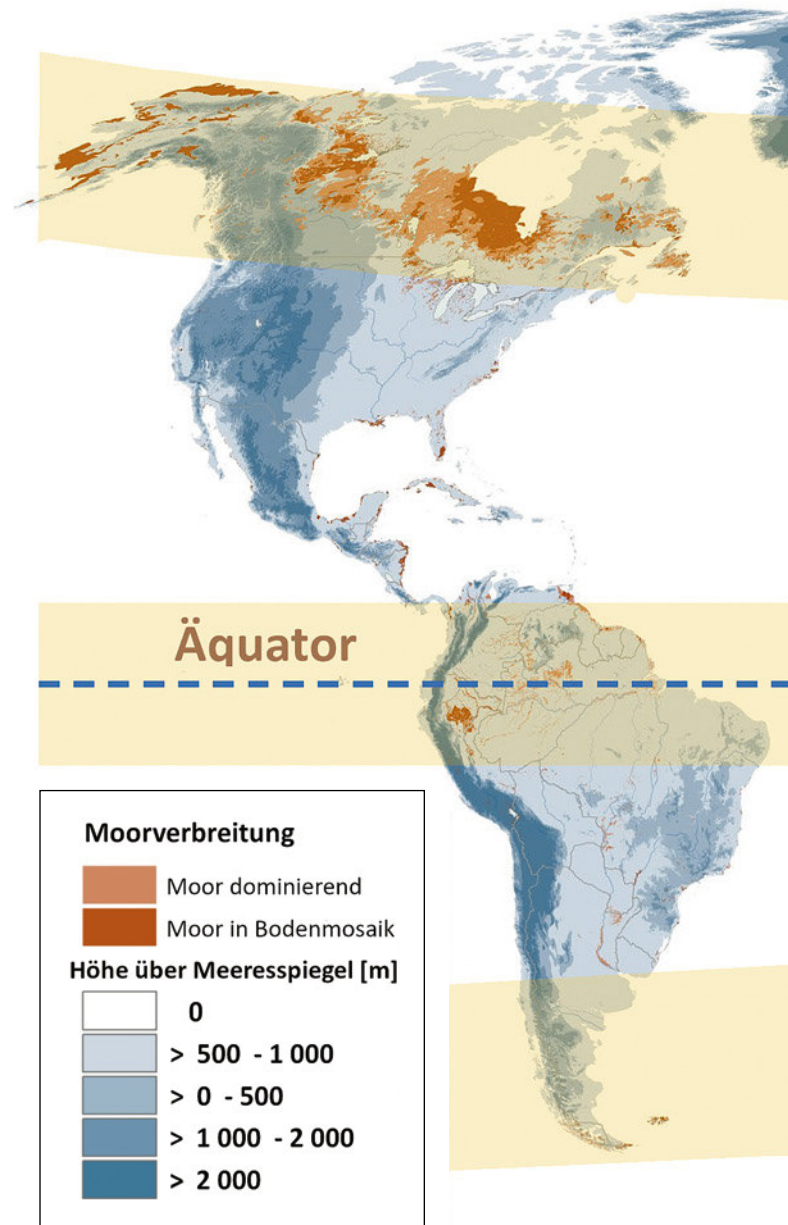 Äquator
Moorverbreitung
Moor dominierend
Moor in Bodenmosaik
Höhe über Meeresspiegel [m]
0
> 500 - 1 000
> 0 - 500
> 1 000 - 2 000
> 2 000